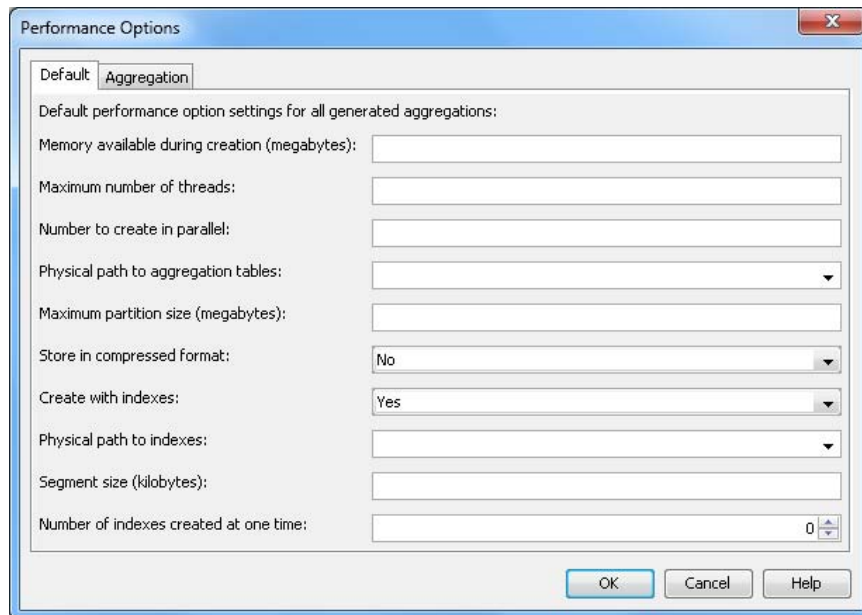 Performance Options
Default Aggregation
Default performance option settings for all generated aggregations:
Memory available during creation (megabytes):
Maximum number of threads:
Number to create in parallel:
Physical path to aggregation tables:
Maximum partition size (megabytes):
Store in compressed format: No
Create with indexes: Yes
Physical path to indexes:
Segment size (kilobytes):
Number of indexes created at one time: 0
OK Cancel Help